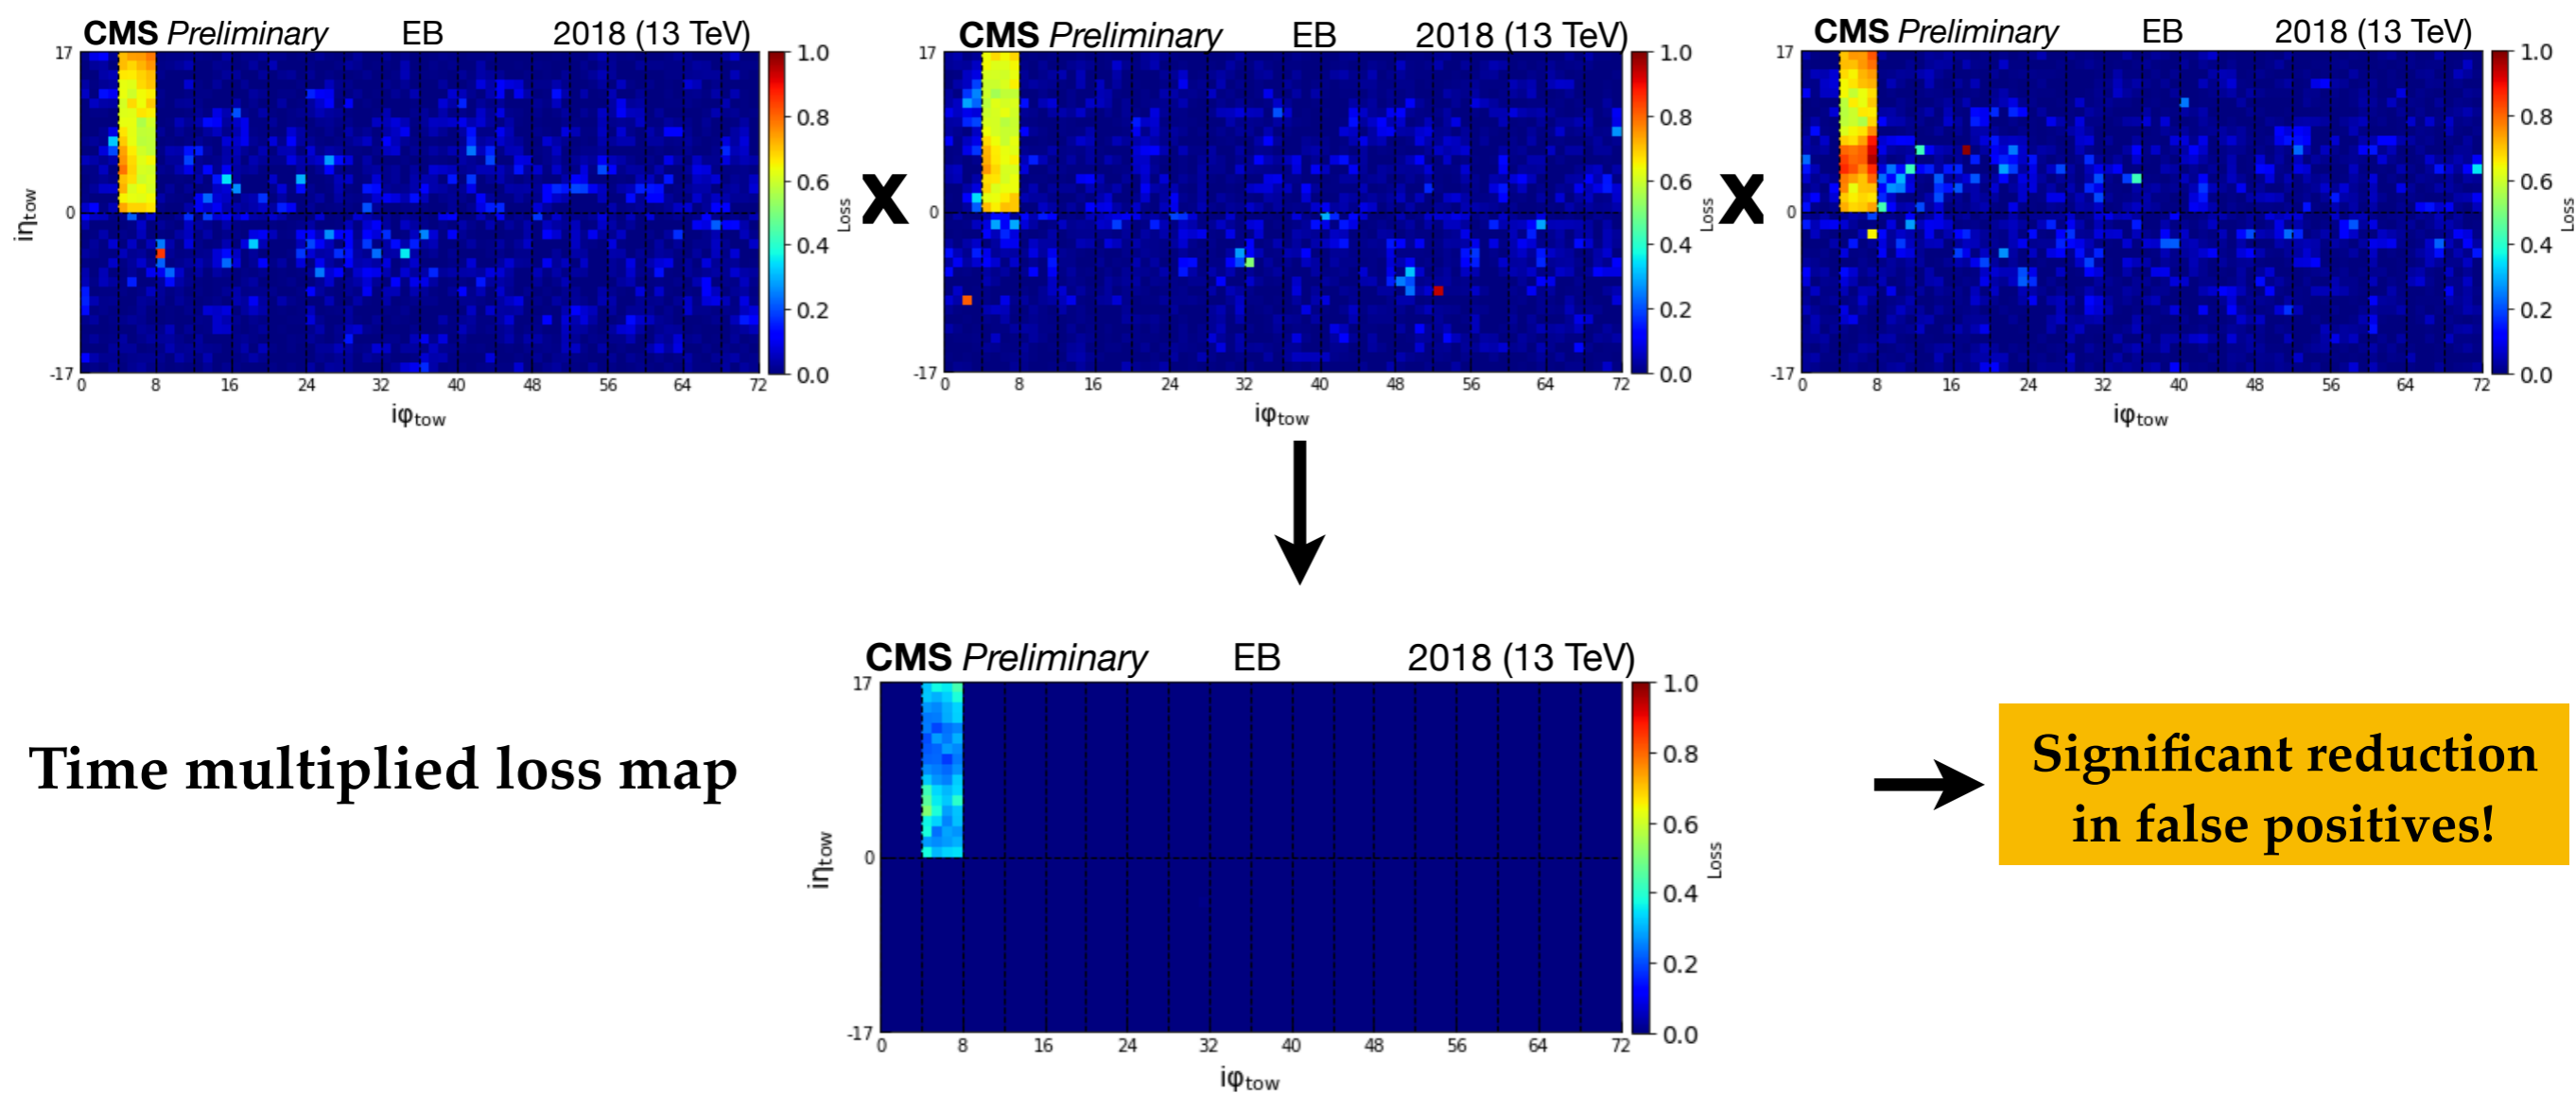 CMS Preliminary EB 2018 (13 TeV)
17
0
-17
iη_tow
0 8 16 24 32 40 48 56 64 72
iφ_tow
1.0
0.8
0.6
0.4
0.2
0.0
Loss
X
CMS Preliminary EB 2018 (13 TeV)
17
0
-17
0 8 16 24 32 40 48 56 64 72
iφ_tow
1.0
0.8
0.6
0.4
0.2
0.0
Loss
X
CMS Preliminary EB 2018 (13 TeV)
17
0
-17
0 8 16 24 32 40 48 56 64 72
iφ_tow
1.0
0.8
0.6
0.4
0.2
0.0
Loss
Time multiplied loss map
CMS Preliminary EB 2018 (13 TeV)
17
0
-17
iη_tow
0 8 16 24 32 40 48 56 64 72
iφ_tow
1.0
0.8
0.6
0.4
0.2
0.0
Loss
Significant reduction
in false positives!